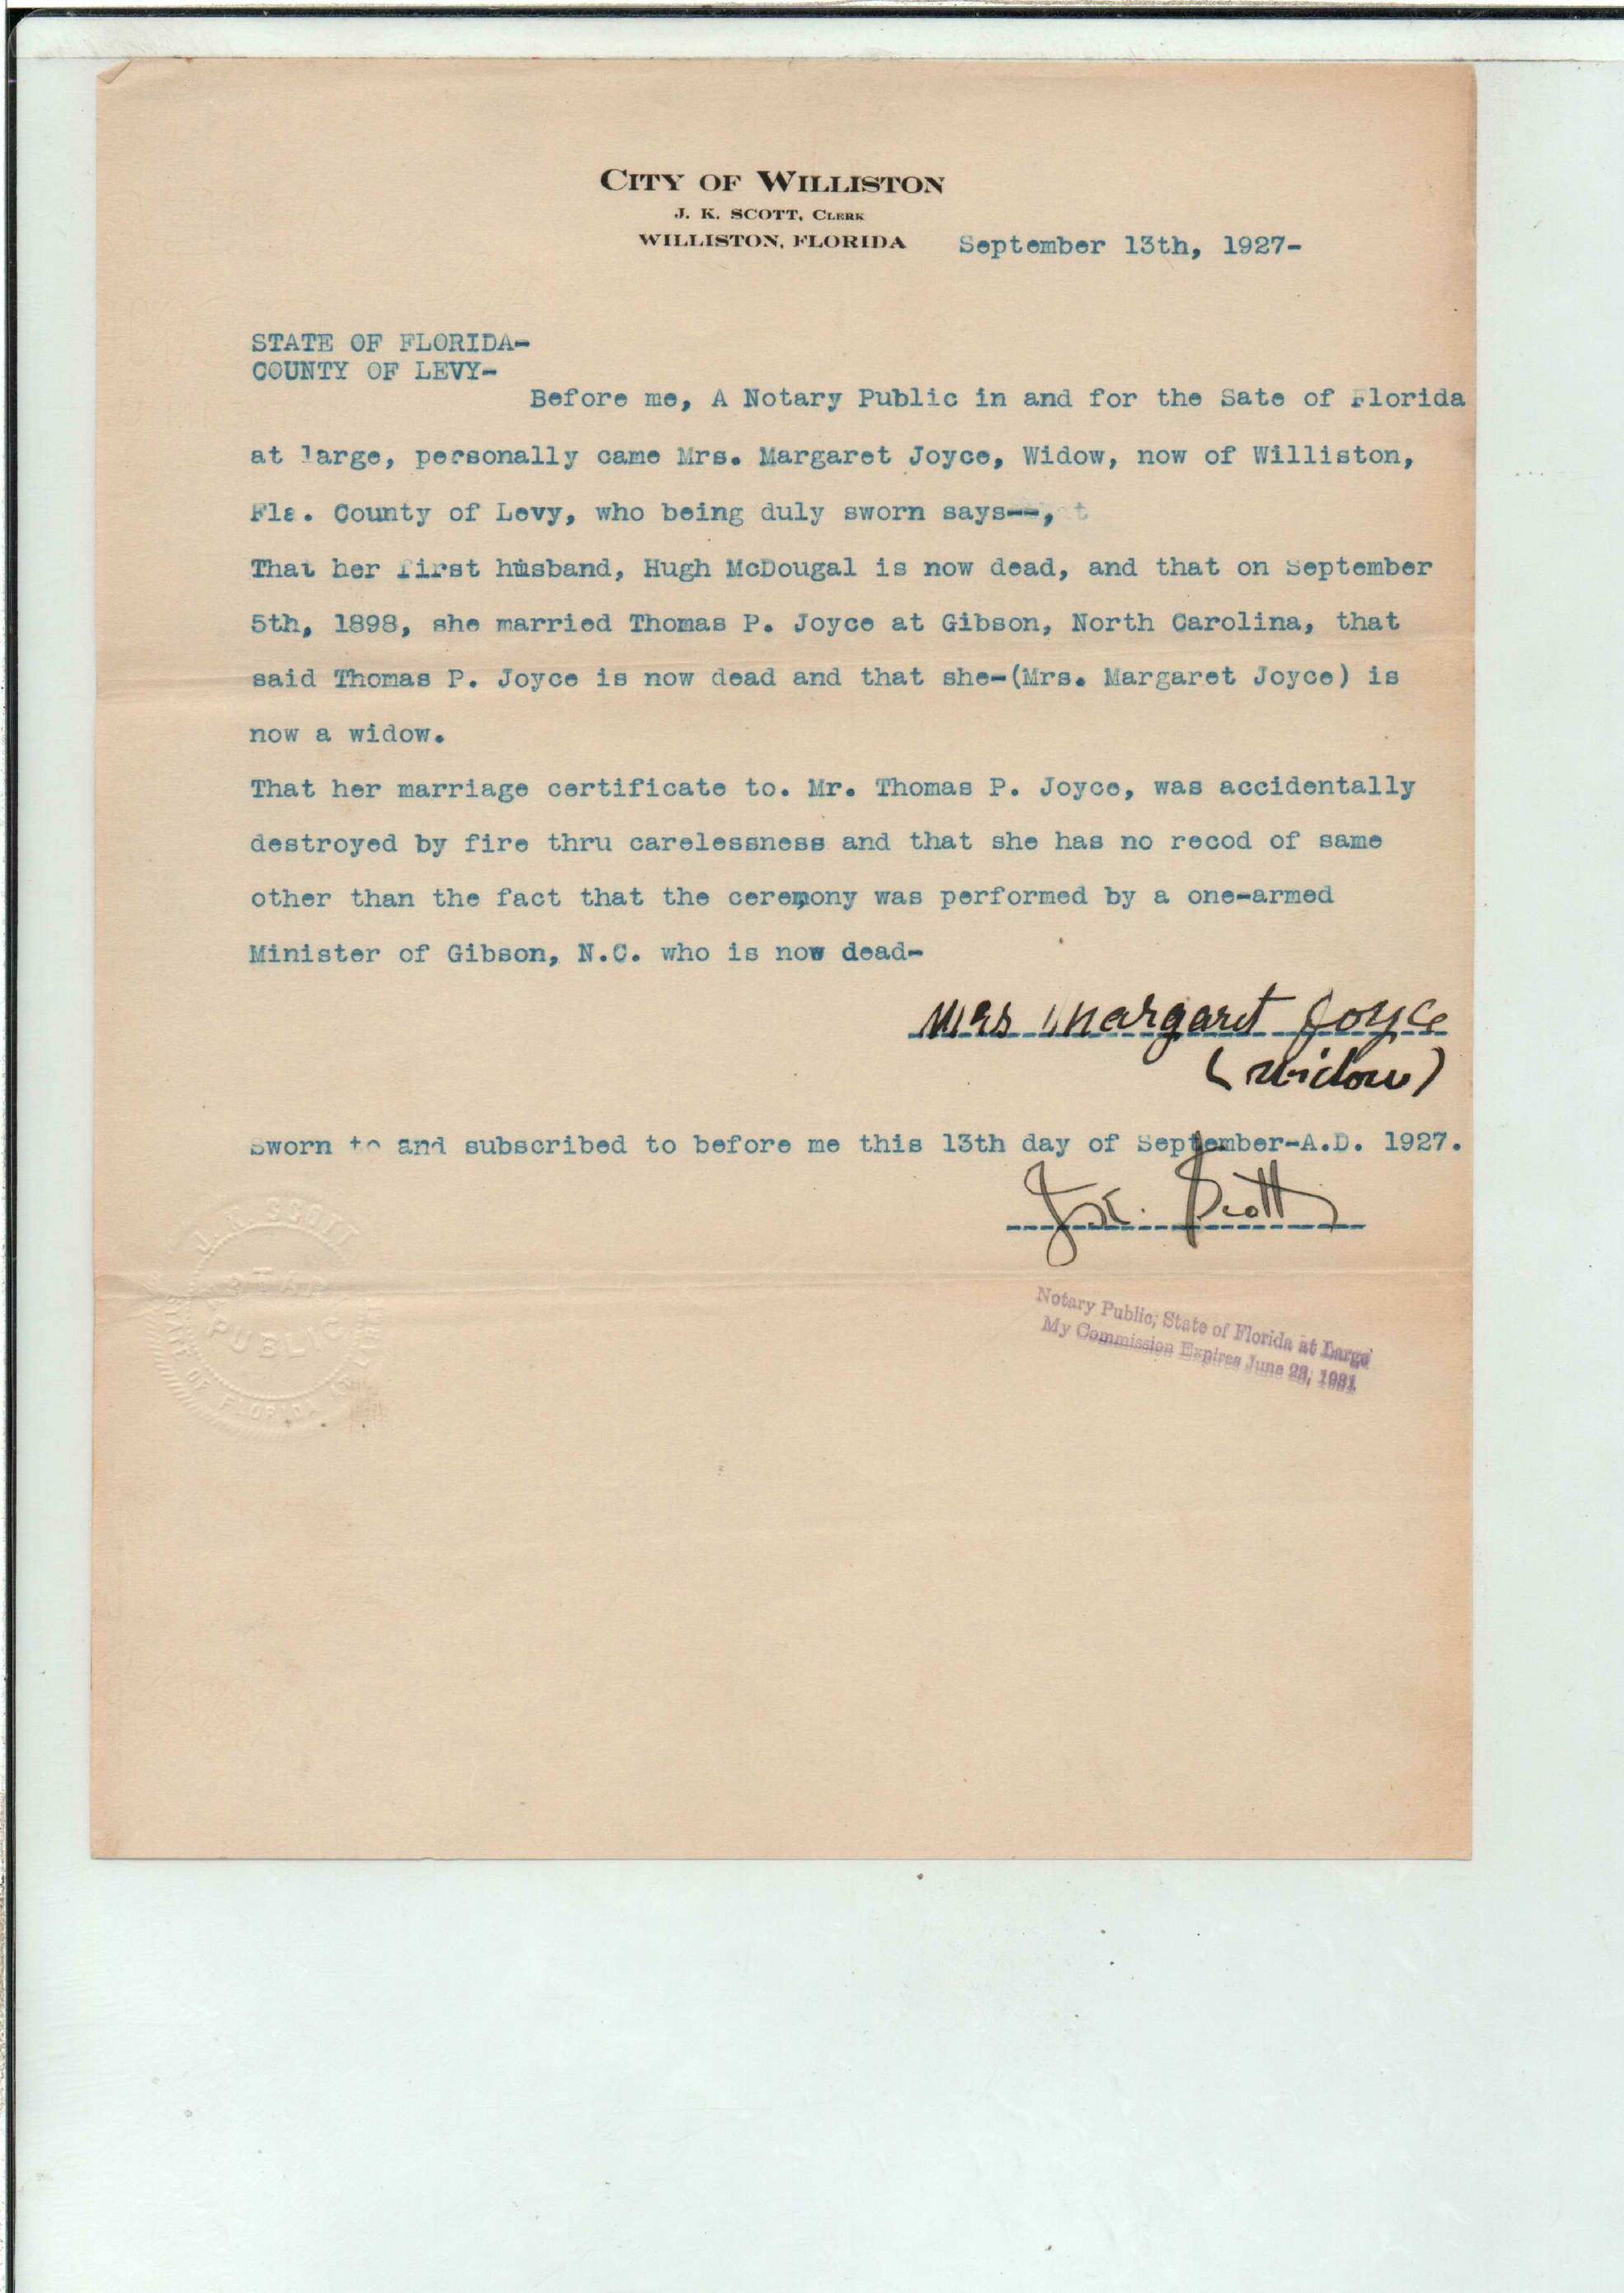 CITY OF WILLISTON
J. K. SCOTT, CLERK
WILLISTON, FLORIDA September 13th, 1927-
STATE OF FLORIDA-
COUNTY OF LEVY-
Before me, A Notary Public in and for the Sate of Florida
at large, personally came Mrs. Margaret Joyce, Widow, now of Williston,
Fla. County of Levy, who being duly sworn says--,
That her first husband, Hugh McDougal is now dead, and that on September
5th, 1898, she married Thomas P. Joyce at Gibson, North Carolina, that
said Thomas P. Joyce is now dead and that she-(Mrs. Margaret Joyce) is
now a widow.
That her marriage certificate to. Mr. Thomas P. Joyce, was accidentally
destroyed by fire thru carelessness and that she has no recod of same
other than the fact that the ceremony was performed by a one-armed
Minister of Gibson, N.C. who is now dead-
Mrs Margaret Joyce
(Widow)
Sworn to and subscribed to before me this 13th day of September-A.D. 1927.
J.K. Scott
J. K. SCOTT
NOTARY
PUBLIC
STATE OF FLORIDA
Notary Public, State of Florida at Large
My Commission Expires June 28, 1931